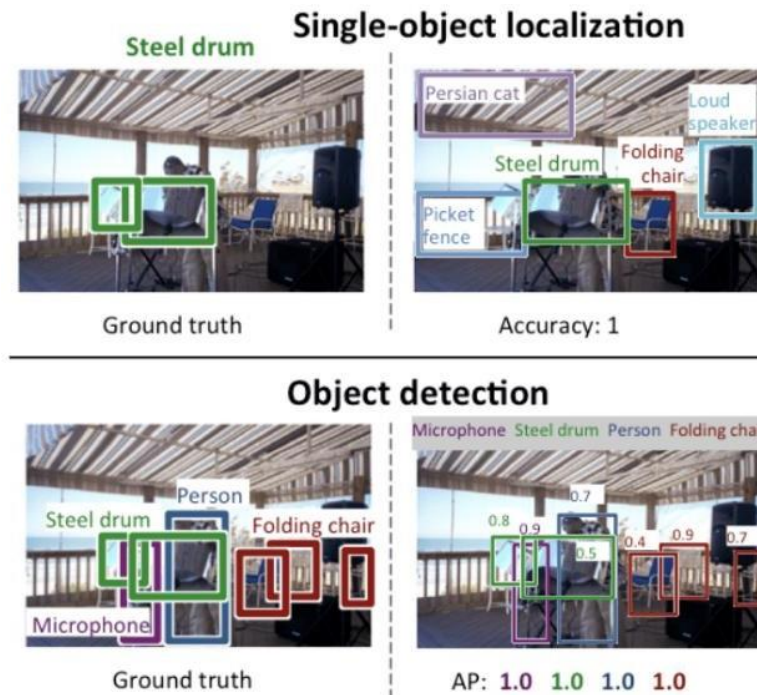 Single-object localization
Steel drum
Persian cat
Loud
speaker
Steel drum
Folding
chair
Picket
fence
Ground truth
Accuracy: 1
Object detection
Microphone Steel drum Person Folding cha
Person
Steel drum
Folding chair
Microphone
0.7
0.8
0.9
0.5
0.4
0.9
0.7
Ground truth
AP: 1.0 1.0 1.0 1.0